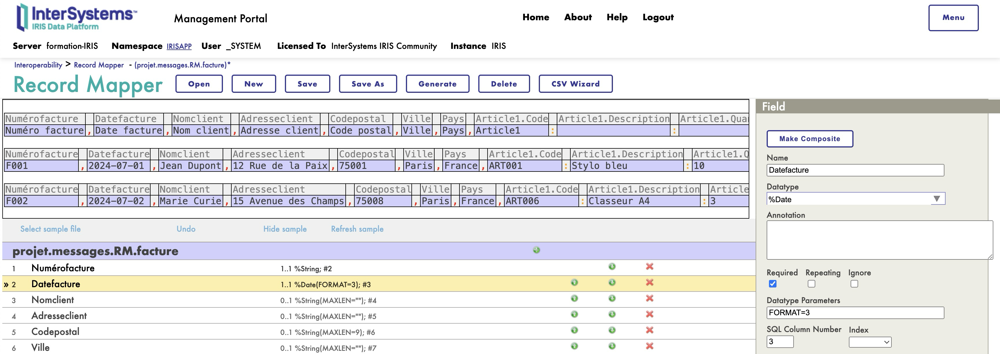 InterSystems™
IRIS Data Platform
Management Portal
Home About Help Logout
Menu
Server formation-IRIS Namespace IRISAPP User _SYSTEM Licensed To InterSystems IRIS Community Instance IRIS
Interoperability > Record Mapper - (projet.messages.RM.facture)*
Record Mapper
Open New Save Save As Generate Delete CSV Wizard
Numérofacture Datefacture Nomclient Adresseclient Codepostal Ville Pays Article1.Code Article1.Description Article1.Quan
Numéro facture , Date facture , Nom client , Adresse client , Code postal , Ville , Pays , Article1 : :
Numérofacture Datefacture Nomclient Adresseclient Codepostal Ville Pays Article1.Code Article1.Description Article1.Q
F001 , 2024-07-01 , Jean Dupont , 12 Rue de la Paix , 75001 , Paris , France , ART001 : Stylo bleu : 10
Numérofacture Datefacture Nomclient Adresseclient Codepostal Ville Pays Article1.Code Article1.Description Article
F002 , 2024-07-02 , Marie Curie , 15 Avenue des Champs , 75008 , Paris , France , ART006 : Classeur A4 : 3
Select sample file Undo Hide sample Refresh sample
projet.messages.RM.facture
1 Numérofacture 1..1 %String; #2
» 2 Datefacture 1..1 %Date(FORMAT=3); #3
3 Nomclient 0..1 %String(MAXLEN=""); #4
4 Adresseclient 0..1 %String(MAXLEN=""); #5
5 Codepostal 0..1 %String(MAXLEN=9); #6
6 Ville 0..1 %String(MAXLEN=""); #7
Field
Make Composite
Name
Datefacture
Datatype
%Date
Annotation
Required Repeating Ignore
Datatype Parameters
FORMAT=3
SQL Column Number Index
3